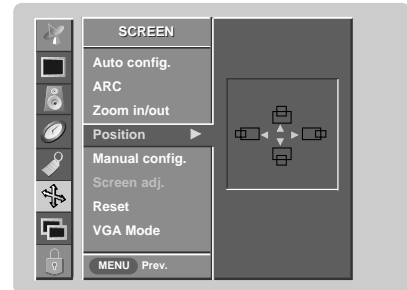 SCREEN
Auto config.
ARC
Zoom in/out
Position
Manual config.
Screen adj.
Reset
VGA Mode
MENU Prev.